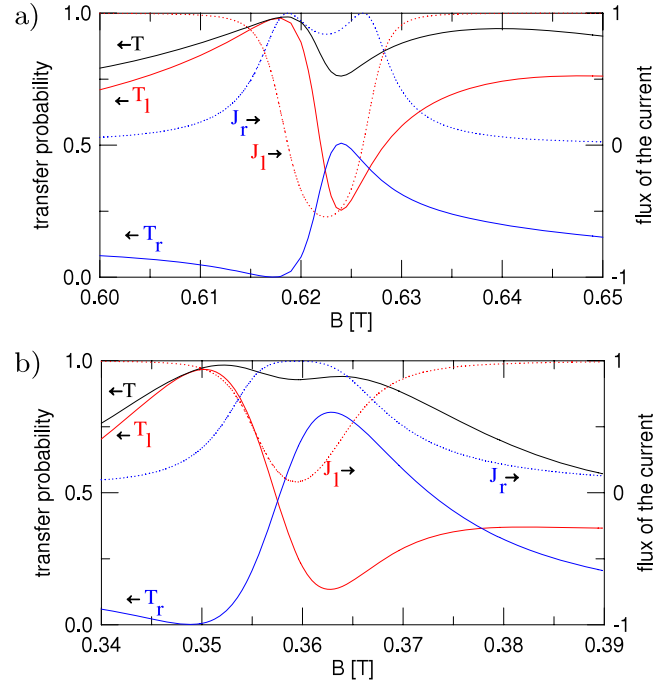 a)
transfer probability
1.0
0.5
0.0
←T
←T_l
J_r→
J_l→
←T_r
1
0
-1
flux of the current
0.60 0.61 0.62 0.63 0.64 0.65
B [T]
b)
transfer probability
1.0
0.5
0.0
←T
←T_l
J_l→
J_r→
←T_r
1
0
-1
flux of the current
0.34 0.35 0.36 0.37 0.38 0.39
B [T]